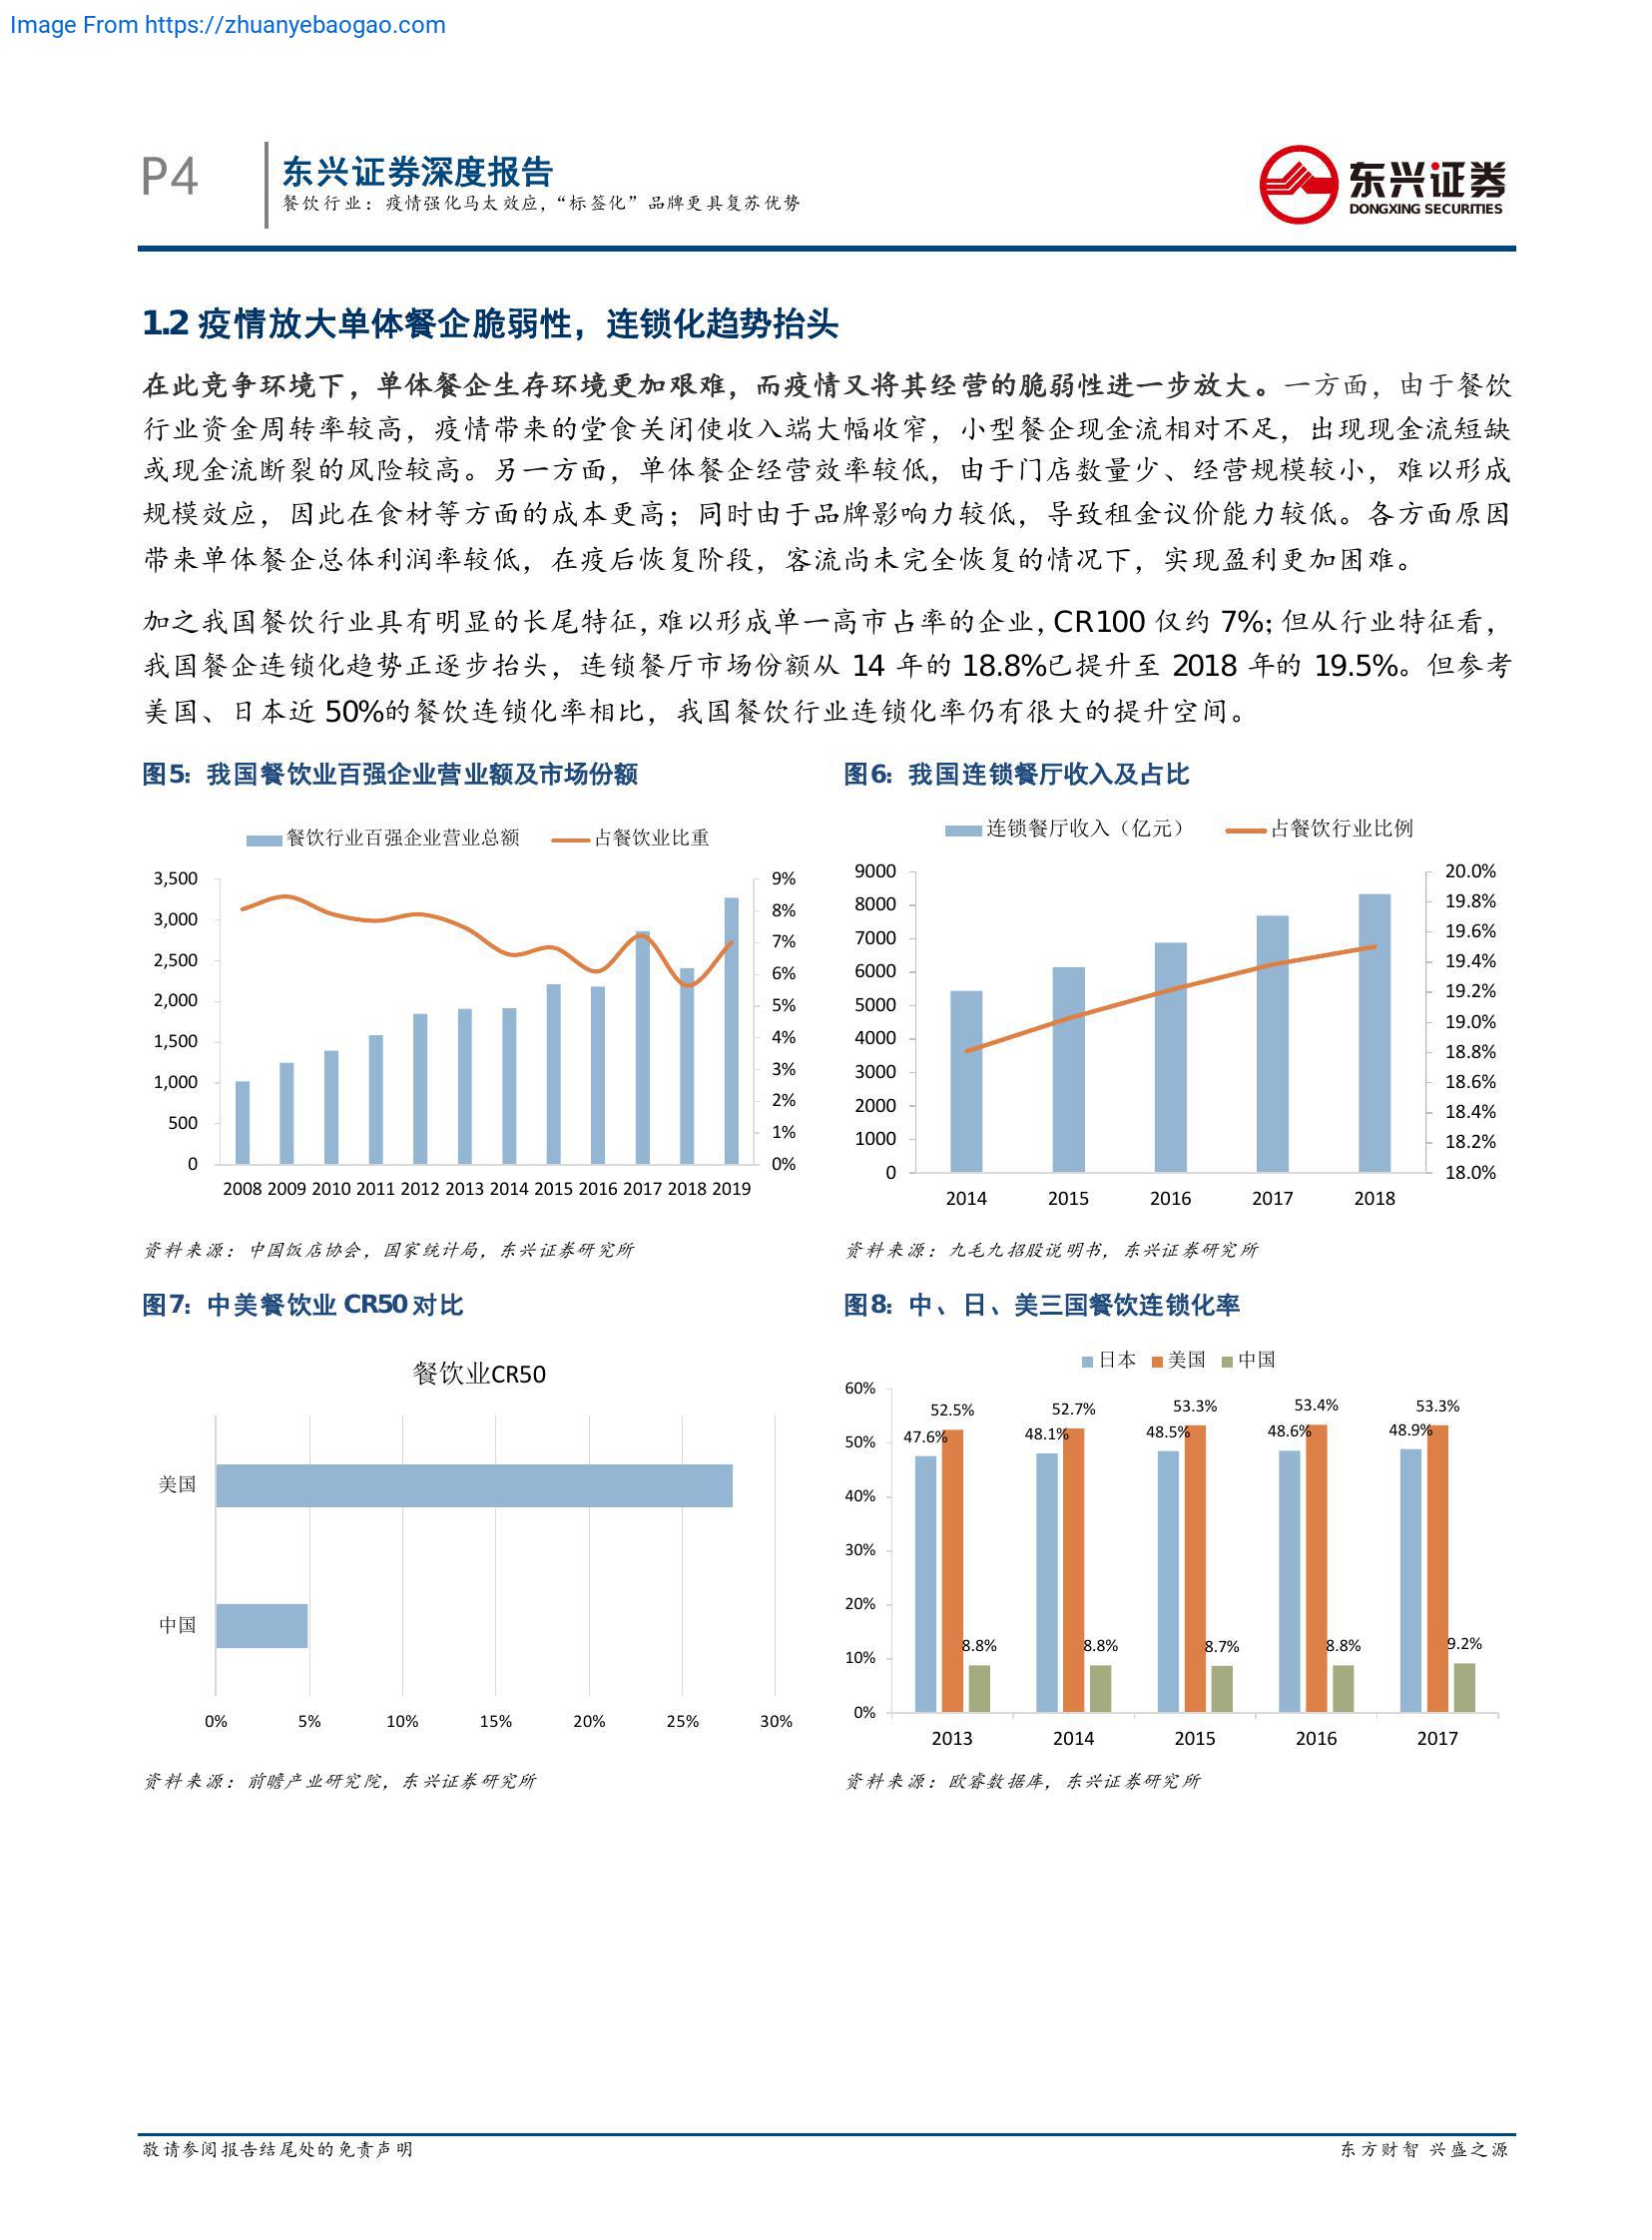 Image From https://zhuanyebaogao.com
P4
东兴证券深度报告
餐饮行业：疫情强化马太效应，“标签化”品牌更具复苏优势
东兴证券
DONGXING SECURITIES
1.2 疫情放大单体餐企脆弱性，连锁化趋势抬头
在此竞争环境下，单体餐企生存环境更加艰难，而疫情又将其经营的脆弱性进一步放大。一方面，由于餐饮
行业资金周转率较高，疫情带来的堂食关闭使收入端大幅收窄，小型餐企现金流相对不足，出现现金流短缺
或现金流断裂的风险较高。另一方面，单体餐企经营效率较低，由于门店数量少、经营规模较小，难以形成
规模效应，因此在食材等方面的成本更高；同时由于品牌影响力较低，导致租金议价能力较低。各方面原因
带来单体餐企总体利润率较低，在疫后恢复阶段，客流尚未完全恢复的情况下，实现盈利更加困难。
加之我国餐饮行业具有明显的长尾特征，难以形成单一高市占率的企业，CR100 仅约 7%；但从行业特征看，
我国餐企连锁化趋势正逐步抬头，连锁餐厅市场份额从 14 年的 18.8%已提升至 2018 年的 19.5%。但参考
美国、日本近 50%的餐饮连锁化率相比，我国餐饮行业连锁化率仍有很大的提升空间。
图5：我国餐饮业百强企业营业额及市场份额
餐饮行业百强企业营业总额 占餐饮业比重
3,500
3,000
2,500
2,000
1,500
1,000
500
0
9%
8%
7%
6%
5%
4%
3%
2%
1%
0%
2008 2009 2010 2011 2012 2013 2014 2015 2016 2017 2018 2019
资料来源：中国饭店协会，国家统计局，东兴证券研究所
图6：我国连锁餐厅收入及占比
连锁餐厅收入（亿元） 占餐饮行业比例
9000
8000
7000
6000
5000
4000
3000
2000
1000
0
20.0%
19.8%
19.6%
19.4%
19.2%
19.0%
18.8%
18.6%
18.4%
18.2%
18.0%
2014 2015 2016 2017 2018
资料来源：九毛九招股说明书，东兴证券研究所
图7：中美餐饮业 CR50 对比
餐饮业CR50
美国
中国
0% 5% 10% 15% 20% 25% 30%
资料来源：前瞻产业研究院，东兴证券研究所
图8：中、日、美三国餐饮连锁化率
日本 美国 中国
60%
50%
40%
30%
20%
10%
0%
52.5% 52.7% 53.3% 53.4% 53.3%
47.6% 48.1% 48.5% 48.6% 48.9%
8.8% 8.8% 8.7% 8.8% 9.2%
2013 2014 2015 2016 2017
资料来源：欧睿数据库，东兴证券研究所
敬请参阅报告结尾处的免责声明
东方财智 兴盛之源